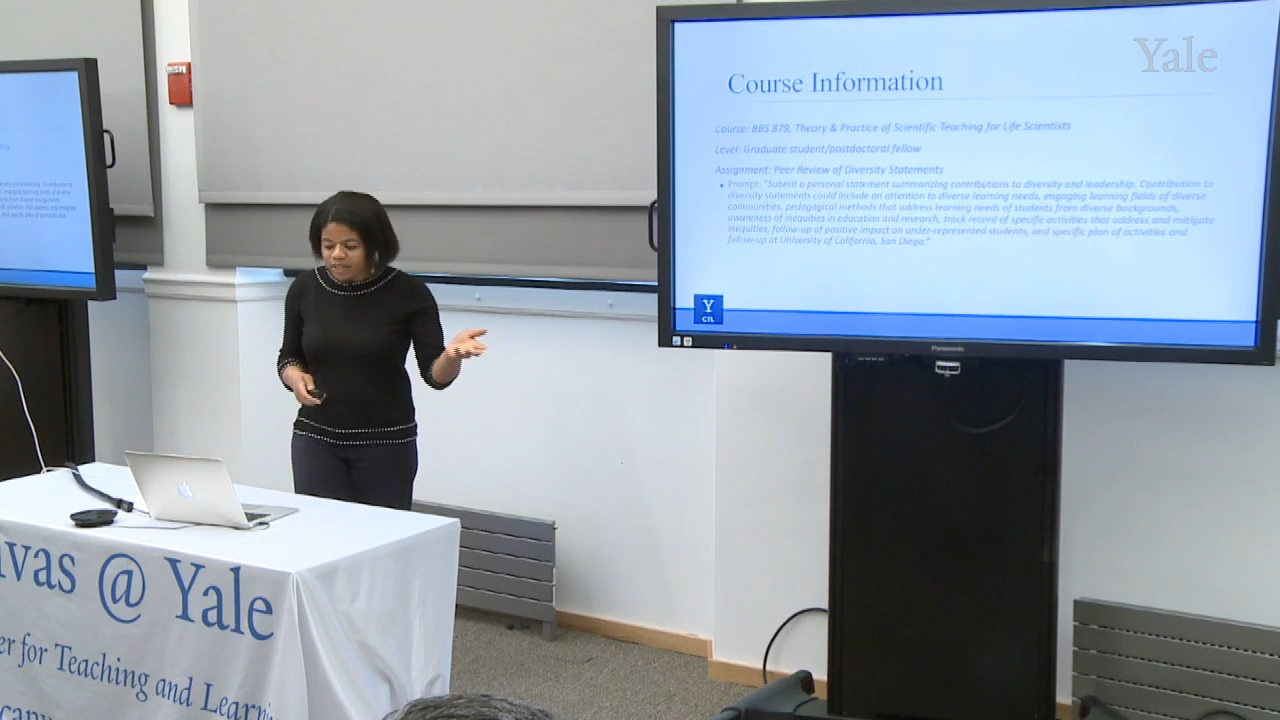 Yale
Course Information
Course: BBS 879, Theory & Practice of Scientific Teaching for Life Scientists
Level: Graduate student/postdoctoral fellow
Assignment: Peer Review of Diversity Statements
• Prompt: "Submit a personal statement summarizing contributions to diversity and leadership. Contribution to
diversity statements could include an attention to diverse learning needs, engaging learning fields of diverse
communities, pedagogical methods that address learning needs of students from diverse backgrounds,
awareness of inequities in education and research, track record of specific activities that address and mitigate
inequities, follow-up of positive impact on under-represented students, and specific plan of activities and
follow-up at University of California, San Diego."
Y
CTL
Panasonic
vas @ Yale
er for Teaching and Learni